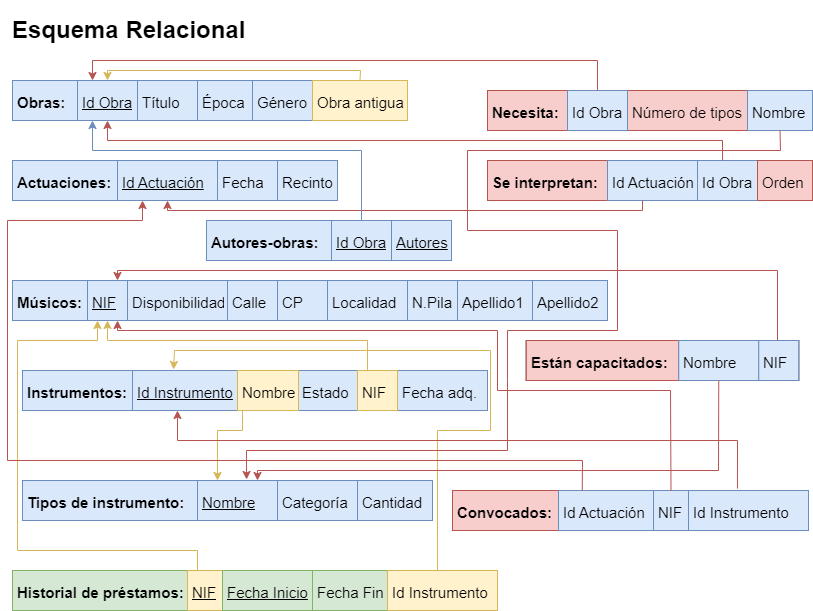 Esquema Relacional
Obras: Id Obra Título Época Género Obra antigua
Necesita: Id Obra Número de tipos Nombre
Actuaciones: Id Actuación Fecha Recinto
Se interpretan: Id Actuación Id Obra Orden
Autores-obras: Id Obra Autores
Músicos: NIF Disponibilidad Calle CP Localidad N.Pila Apellido1 Apellido2
Están capacitados: Nombre NIF
Instrumentos: Id Instrumento Nombre Estado NIF Fecha adq.
Tipos de instrumento: Nombre Categoría Cantidad
Convocados: Id Actuación NIF Id Instrumento
Historial de préstamos: NIF Fecha Inicio Fecha Fin Id Instrumento